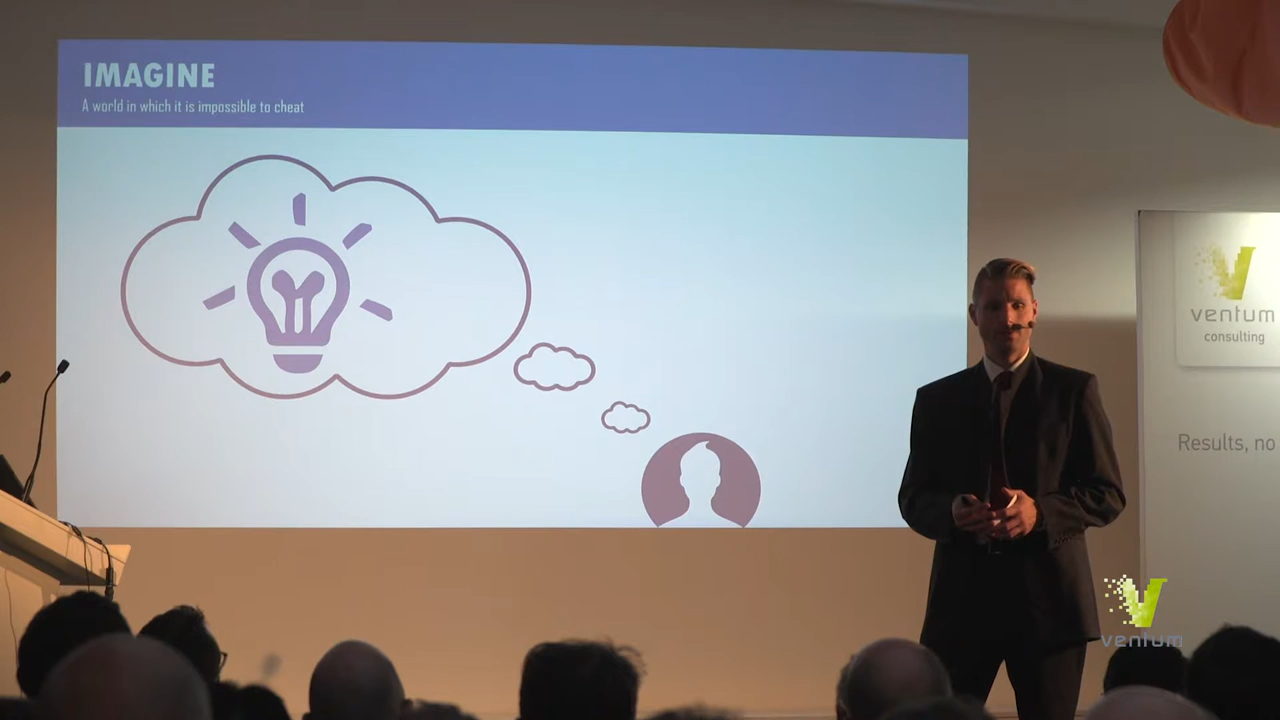 IMAGINE
A world in which it is impossible to cheat
ventum
consulting
Results, no
ventum